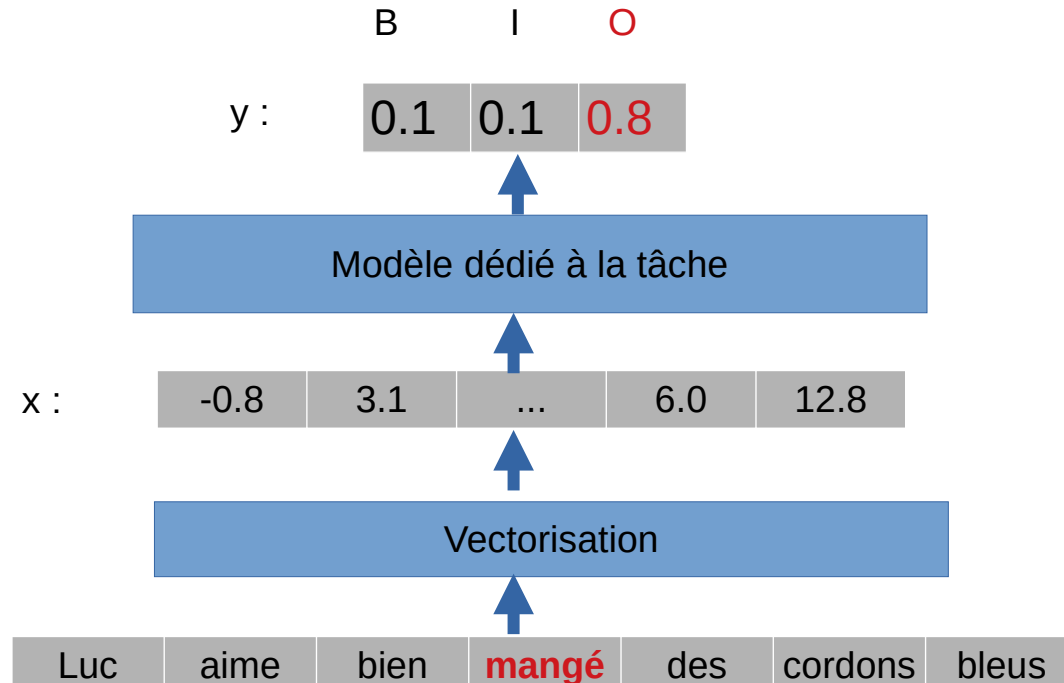 B I O
y : 0.1 0.1 0.8
Modèle dédié à la tâche
x : -0.8 3.1 ... 6.0 12.8
Vectorisation
Luc aime bien mangé des cordons bleus